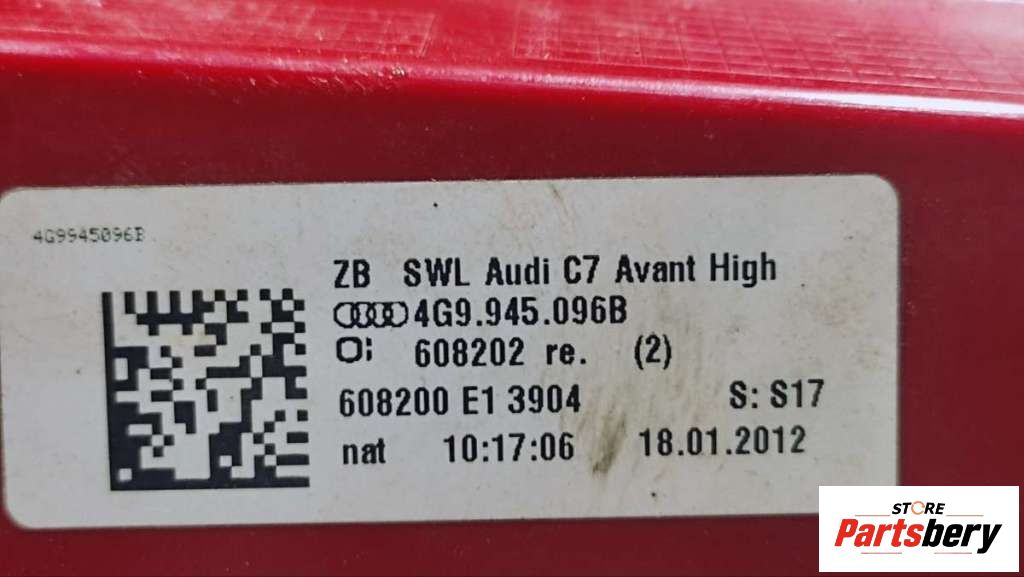 4G9945096B
ZB SWL Audi C7 Avant High
4G9.945.096B
608202 re. (2)
608200 E1 3904 S: S17
nat 10:17:06 18.01.2012
STORE
Partsbery